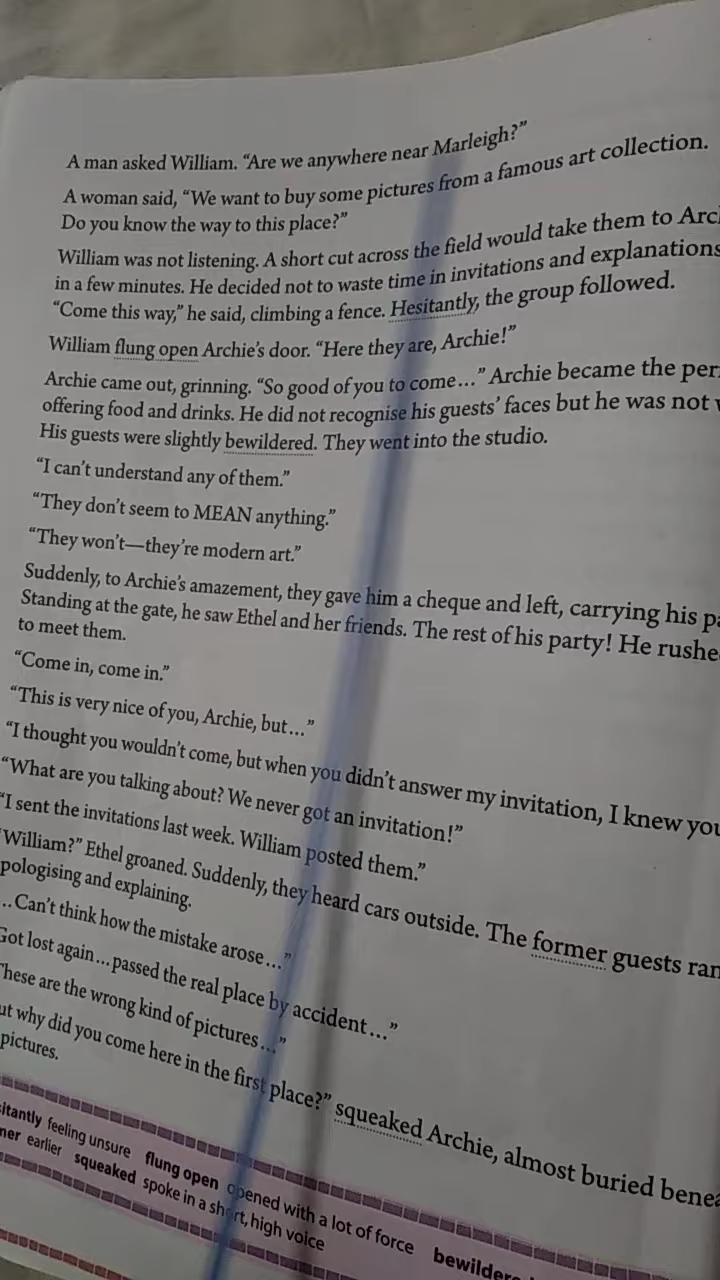 A man asked William. “Are we anywhere near Marleigh?”
A woman said, “We want to buy some pictures from a famous art collection.
Do you know the way to this place?”
William was not listening. A short cut across the field would take them to
in a few minutes. He decided not to waste time in invitations and explanations
“Come this way,” he said, climbing a fence. Hesitantly, the group followed.
William flung open Archie’s door. “Here they are, Archie!”
Archie came out, grinning. “So good of you to come…” Archie became the
offering food and drinks. He did not recognise his guests’ faces but he was not
His guests were slightly bewildered. They went into the studio.
“I can’t understand any of them.”
“They don’t seem to MEAN anything.”
“They won’t—they’re modern art.”
Suddenly, to Archie’s amazement, they gave him a cheque and left, carrying his
Standing at the gate, he saw Ethel and her friends. The rest of his party! He
to meet them.
“Come in, come in.”
“This is very nice of you, Archie, but…”
“I thought you wouldn’t come, but when you didn’t answer my invitation, I knew
“What are you talking about? We never got an invitation!”
“I sent the invitations last week. William posted them.”
William?” Ethel groaned. Suddenly, they heard cars outside. The former guests ran
pologising and explaining.
…Can’t think how the mistake arose…”
Got lost again…passed the real place by accident…”
These are the wrong kind of pictures…”
ut why did you come here in the first place?” squeaked Archie, almost buried
pictures.
sitantly feeling unsure flung open opened with a lot of force
mer earlier squeaked spoke in a short, high voice